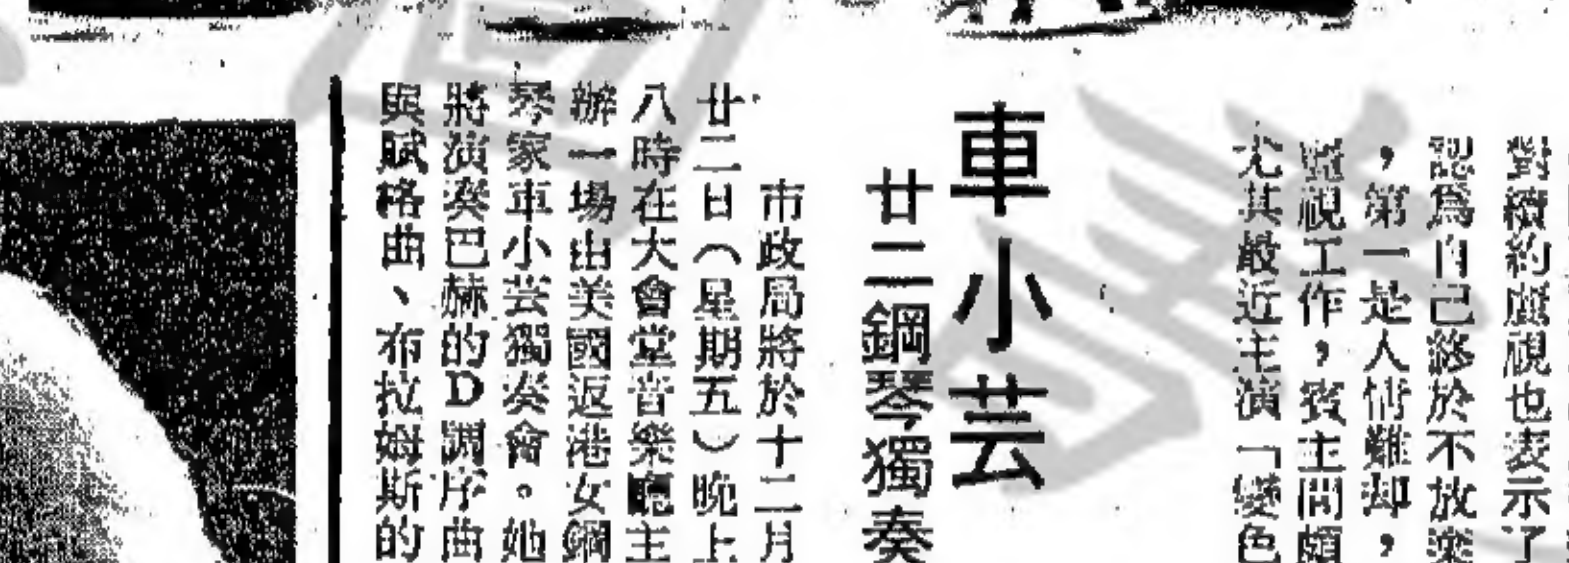 對續約麗視也表示了
認為自己終於不放棄
，第一是人情難却，
麗視工作，賓主間頗
尤其最近主演「變色
車小芸
廿二鋼琴獨奏
市政局將於十二月
廿二日（星期五）晚上
八時在大會堂音樂廳主
辦一場由美國返港女鋼
琴家車小芸獨奏會。她
將演奏巴赫的D調序曲
與賦格曲、布拉姆斯的